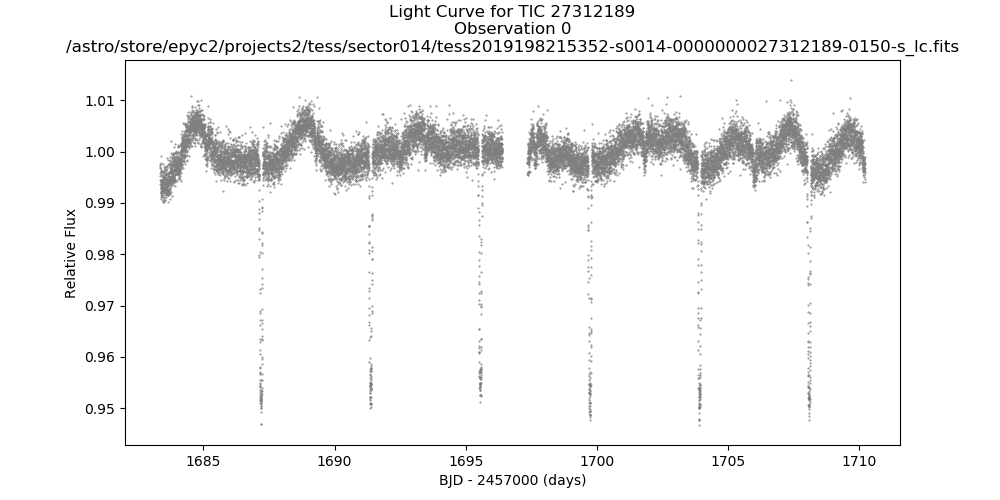 Light Curve for TIC 27312189
Observation 0
/astro/store/epyc2/projects2/tess/sector014/tess2019198215352-s0014-0000000027312189-0150-s_lc.fits
1.01
1.00
0.99
0.98
0.97
0.96
0.95
Relative Flux
1685
1690
1695
1700
1705
1710
BJD - 2457000 (days)